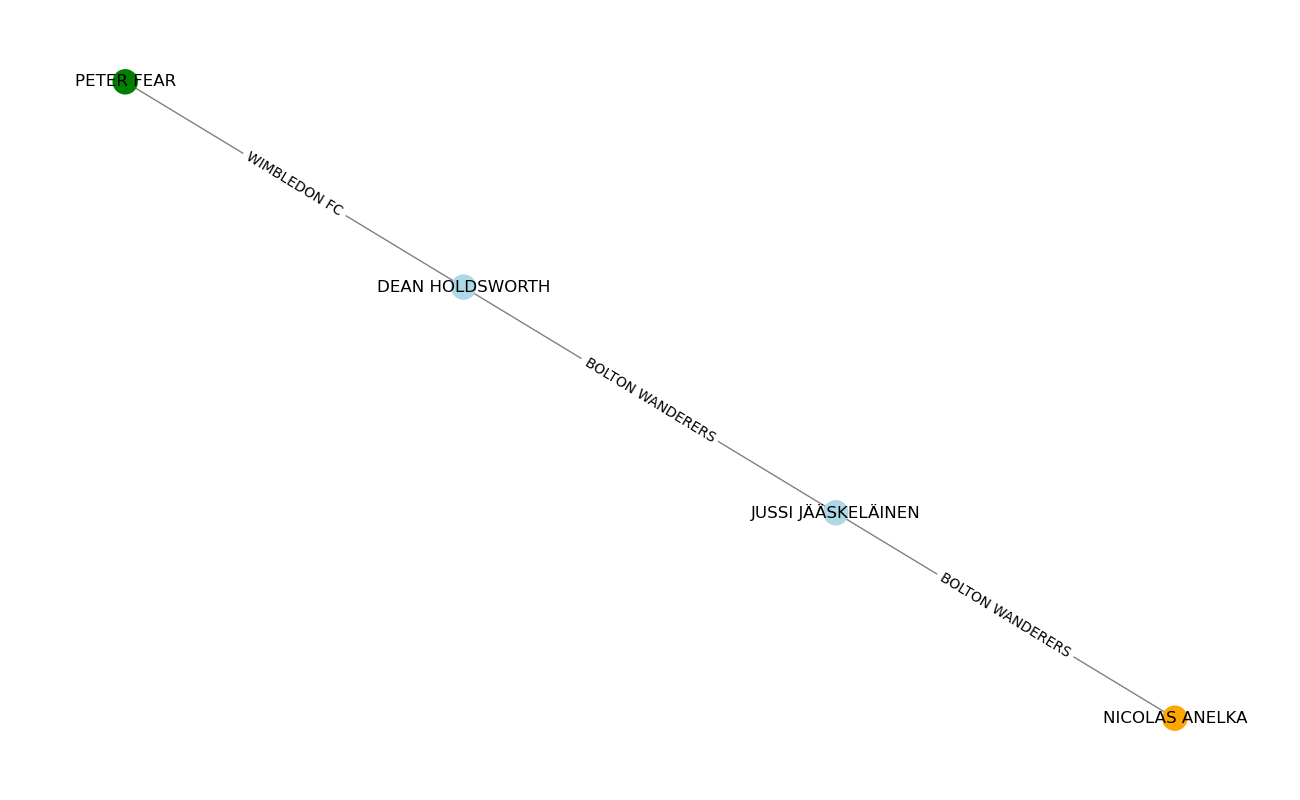 PETER FEAR
WIMBLEDON FC
DEAN HOLDSWORTH
BOLTON WANDERERS
JUSSI JÄÄSKELÄINEN
BOLTON WANDERERS
NICOLAS ANELKA